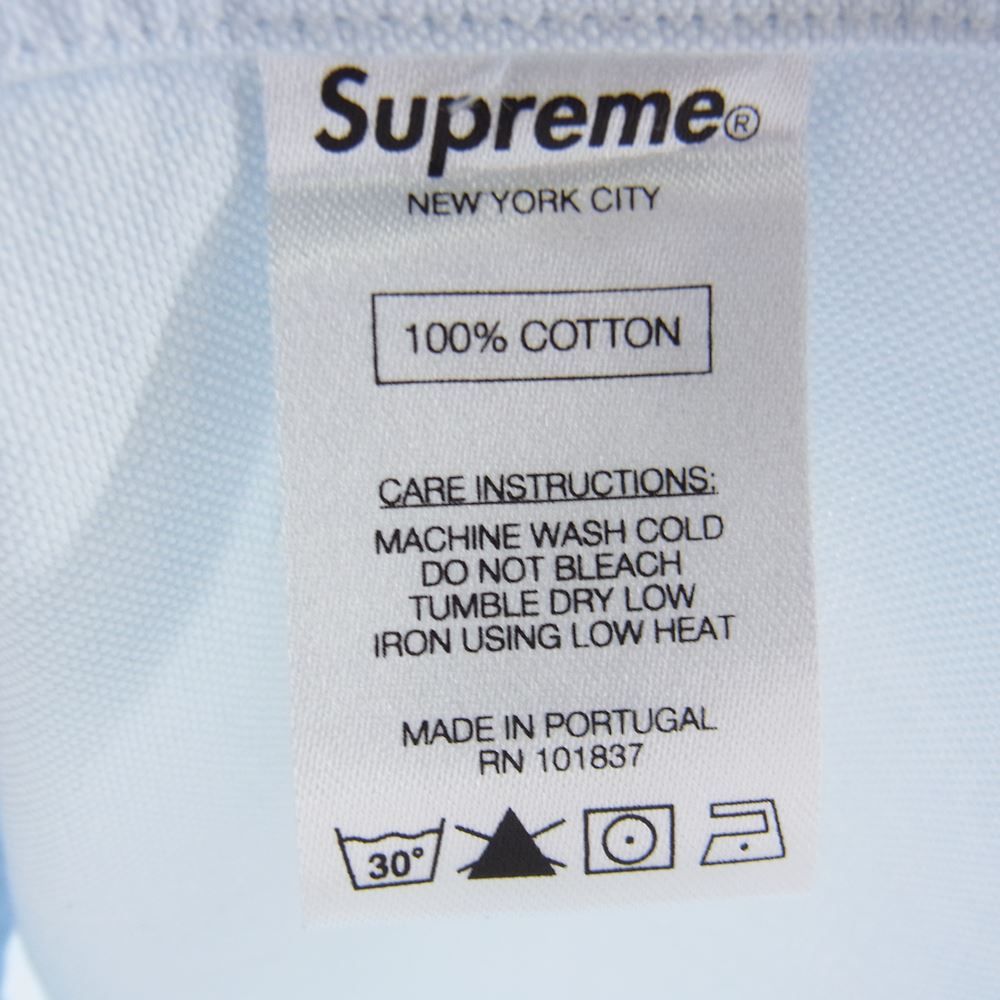 Supreme®
NEW YORK CITY
100% COTTON
CARE INSTRUCTIONS:
MACHINE WASH COLD
DO NOT BLEACH
TUMBLE DRY LOW
IRON USING LOW HEAT
MADE IN PORTUGAL
RN 101837
30°